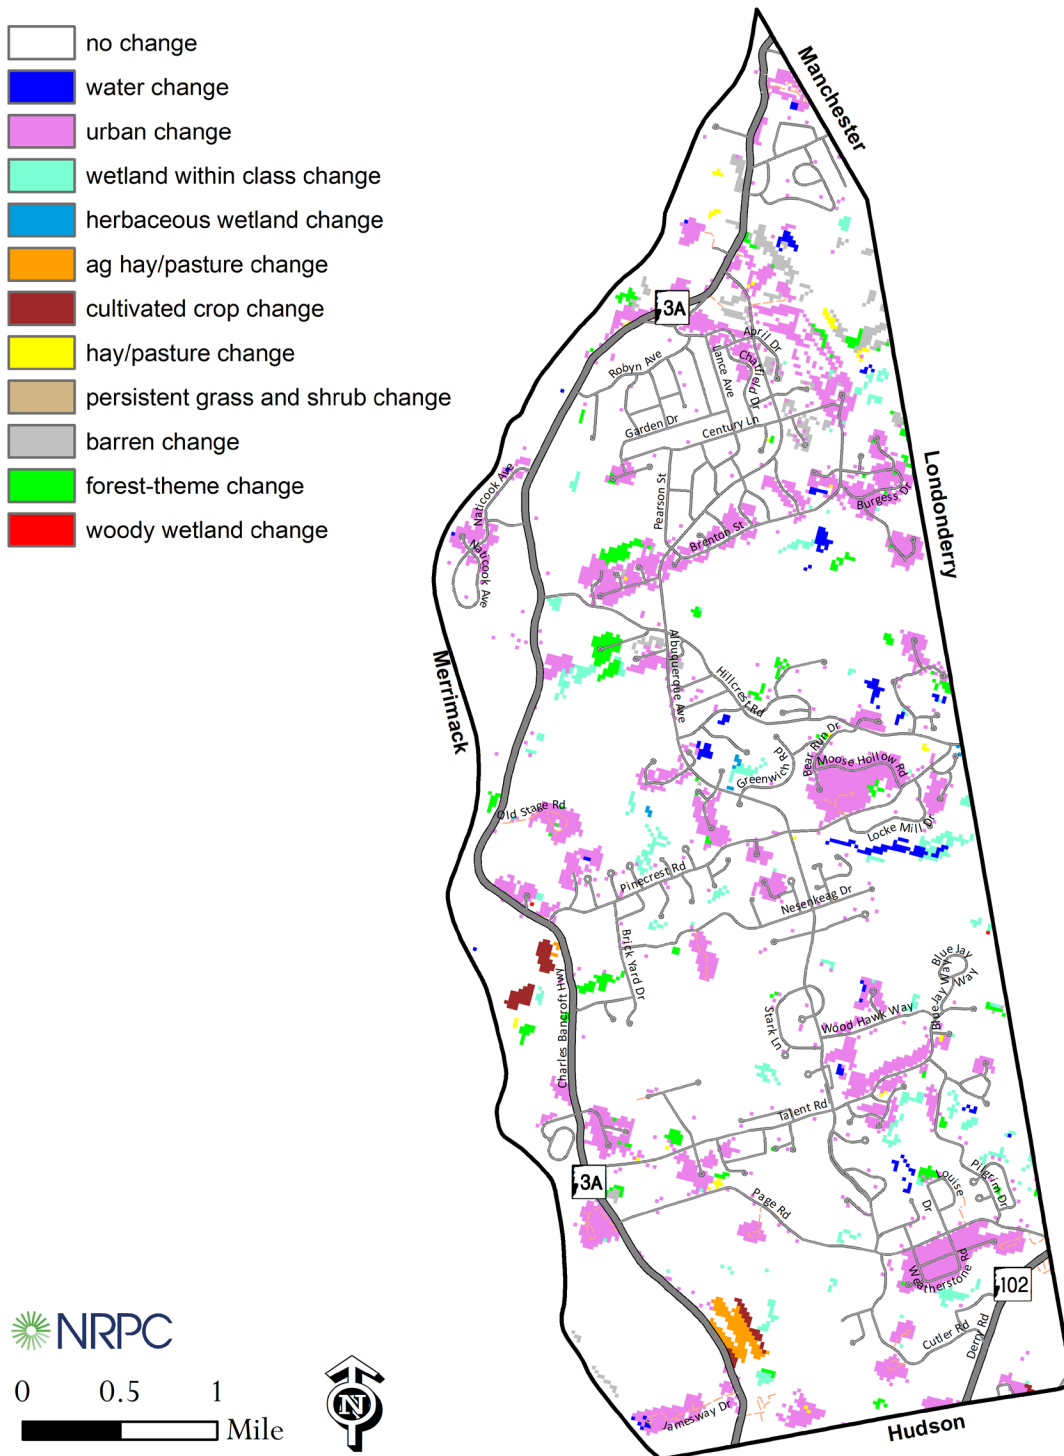 no change
water change
urban change
wetland within class change
herbaceous wetland change
ag hay/pasture change
cultivated crop change
hay/pasture change
persistent grass and shrub change
barren change
forest-theme change
woody wetland change
Manchester
3A
April Dr
Robyn Ave
Lance Ave
Chatfield Dr
Garden Dr
Century Ln
Londonderry
Naticook Ave
Pearson St
Burgess Dr
Brenton St
Naticook Ave
Merrimack
Albuquerque Ave
Hillcrest Rd
Bear Run Dr
Moose Hollow Rd
Greenwich Rd
Old Stage Rd
Locke Mill Dr
Pinecrest Rd
Nesenkeag Dr
Brick Yard Dr
Blue Jay Way
Blue Jay Way
Charles Bancroft Hwy
Stark Ln
Wood Hawk Way
Talent Rd
3A
Page Rd
Louise Dr
Pilgrim Dr
Weatherstone Rd
102
Cutler Rd
Derry Rd
Jamesway Dr
Hudson
NRPC
0 0.5 1
Mile
N